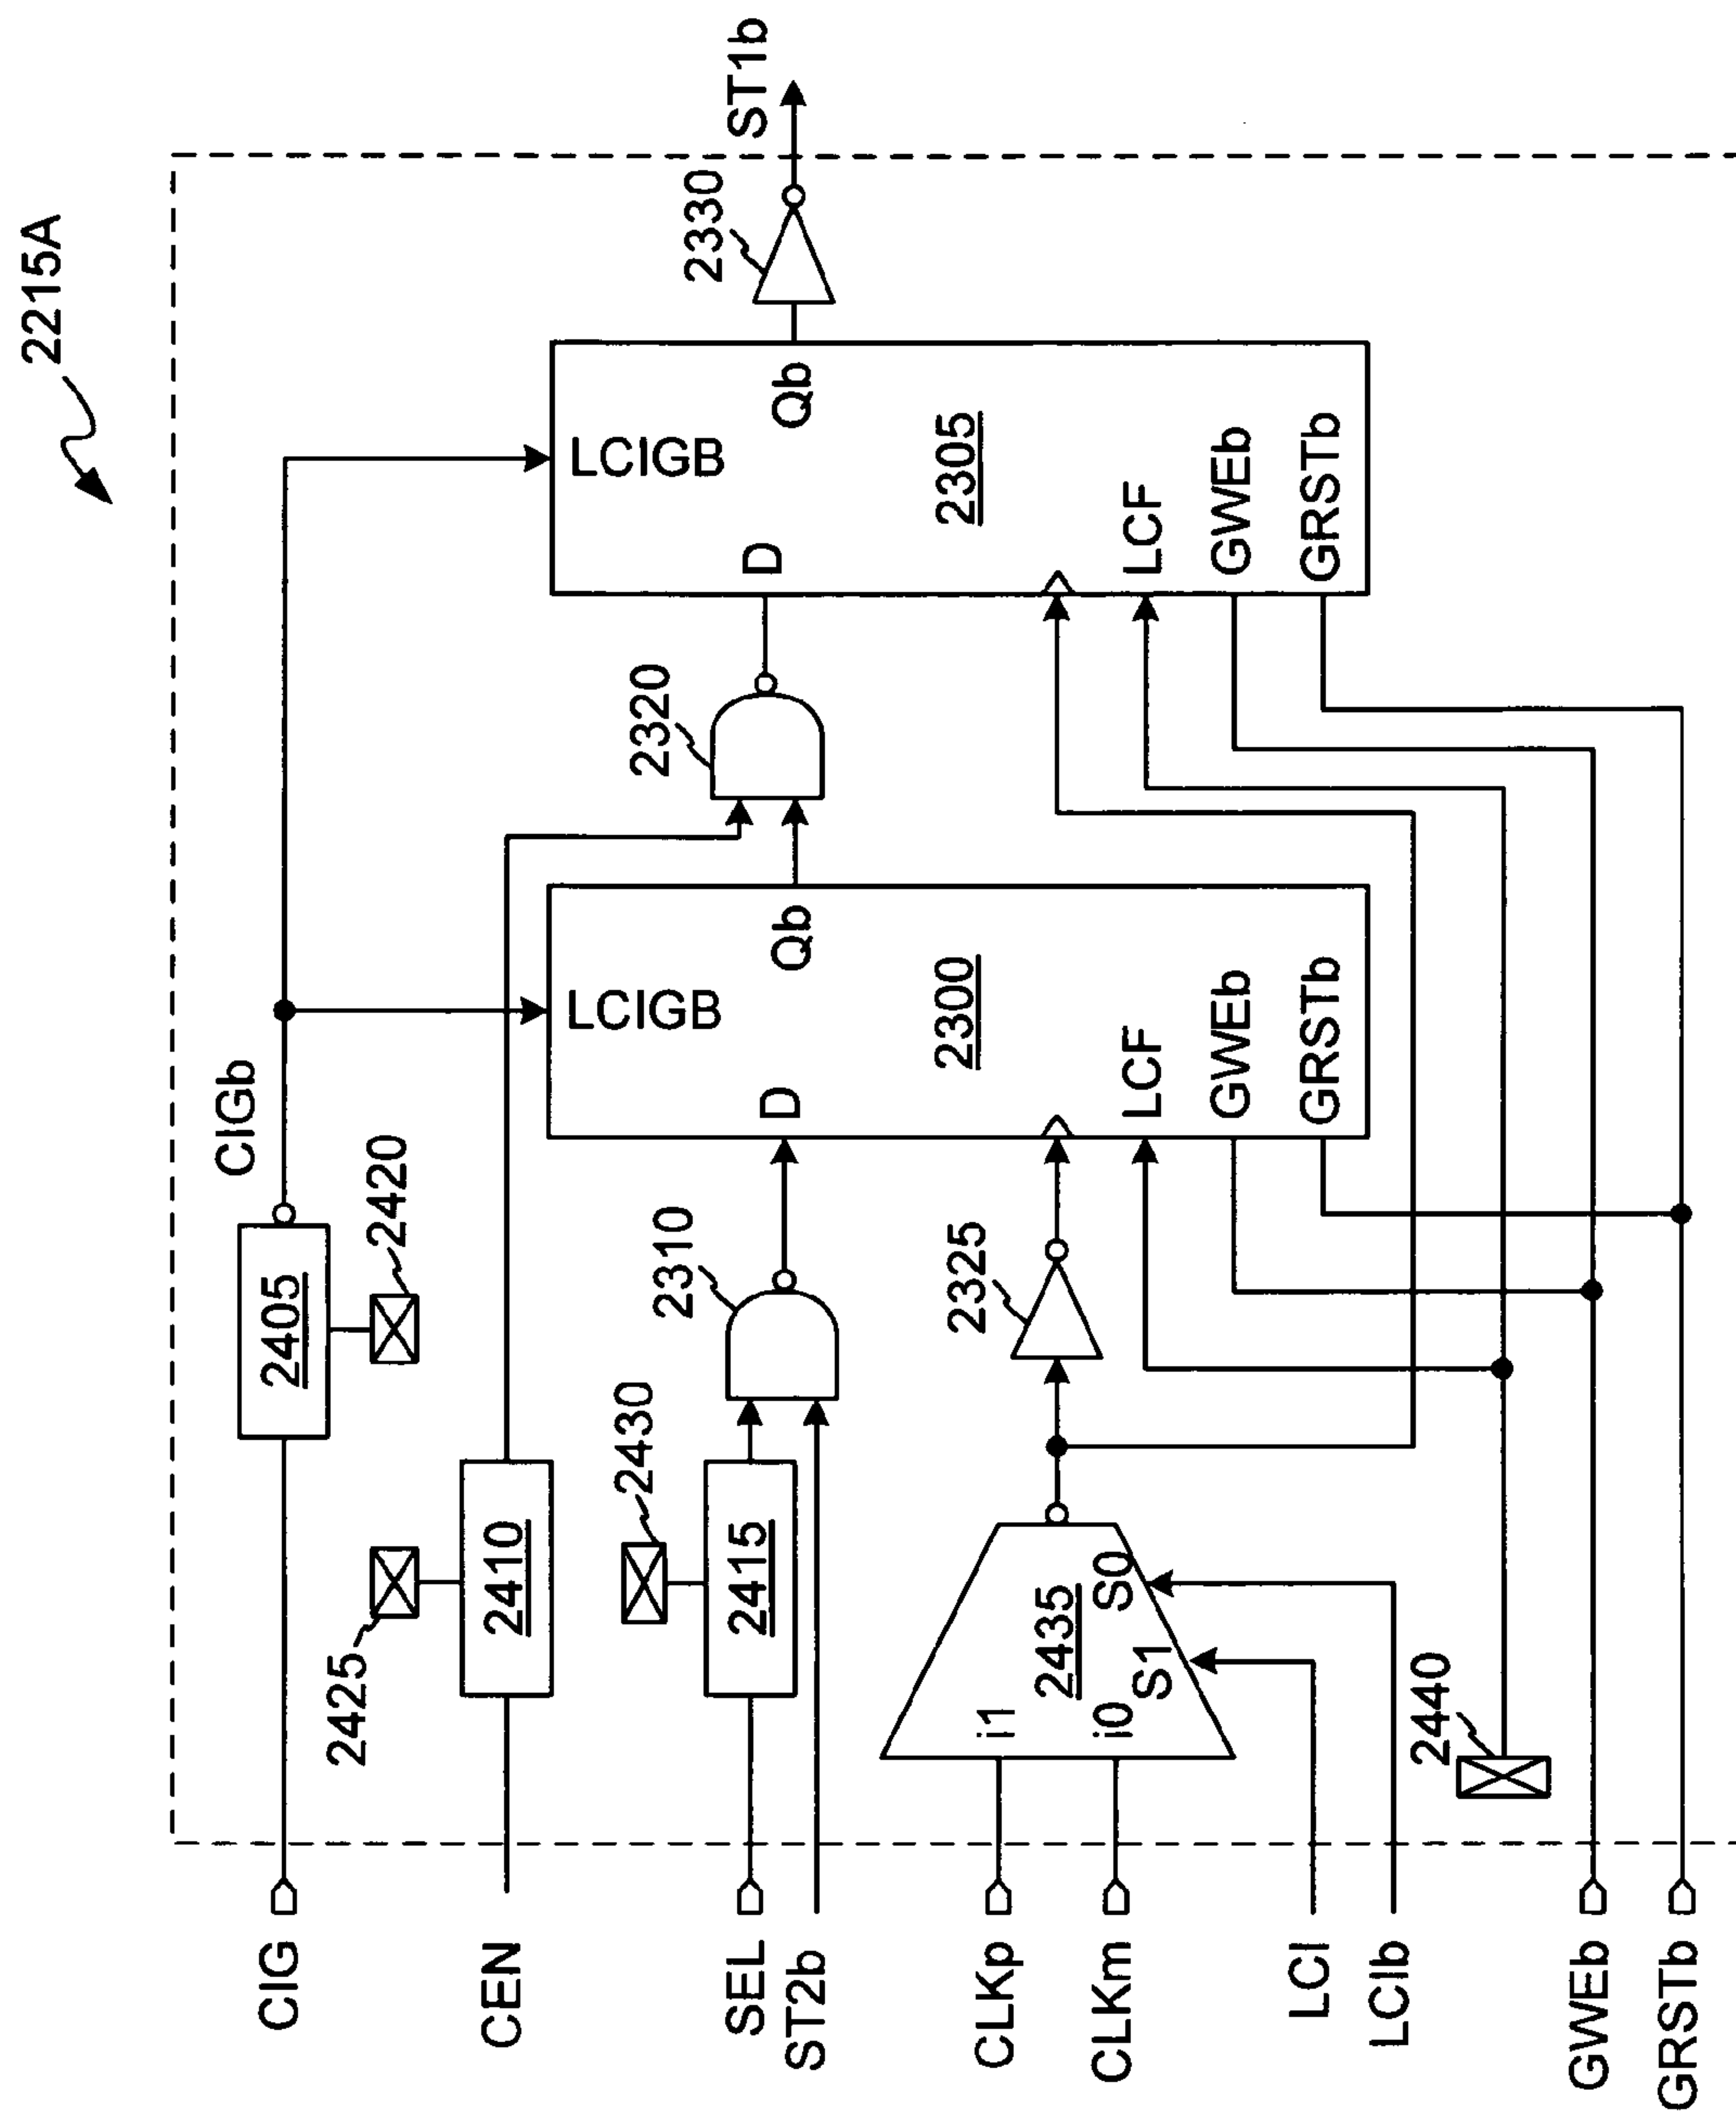 2215A
CIG
2405
2420
CIGb
CEN
2425
2410
SEL
2430
2415
ST2b
2310
CLKp
CLKm
i1
i0
2435
S1
S0
LCI
LCIb
2325
2440
GWEb
GRSTb
LCIGB
D
Qb
2300
LCF
GWEb
GRSTb
2320
LCIGB
D
Qb
2305
LCF
GWEb
GRSTb
2330
ST1b